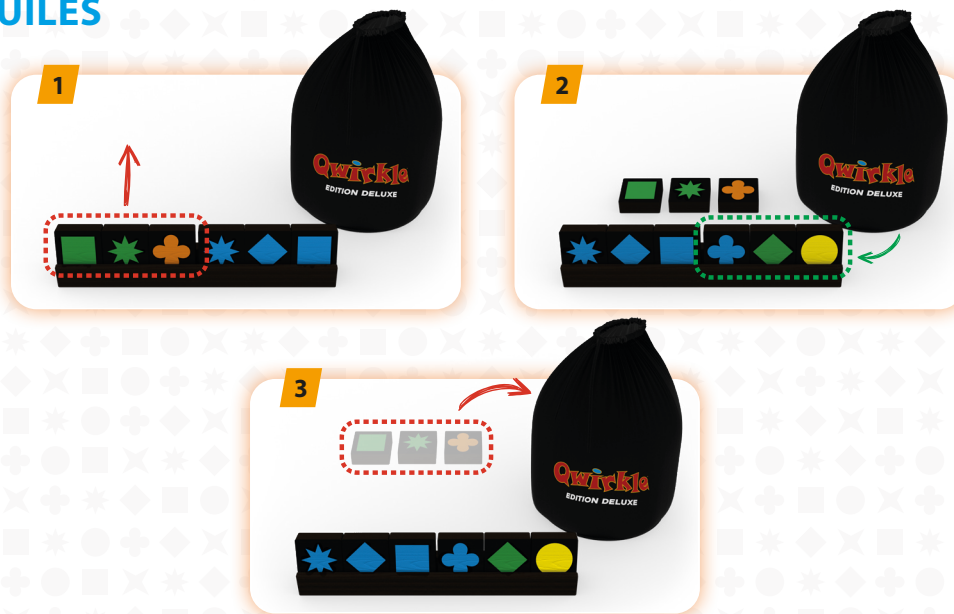 UILES
1
Qwirkle
EDITION DELUXE
2
Qwirkle
EDITION DELUXE
3
Qwirkle
EDITION DELUXE